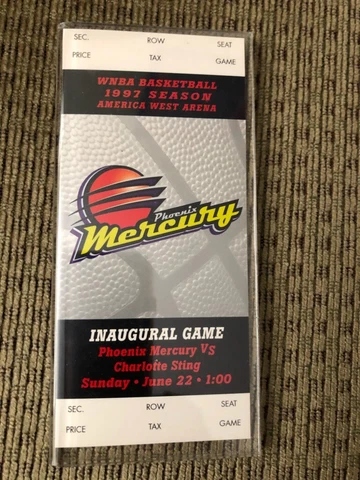 SEC. ROW SEAT
PRICE TAX GAME
WNBA BASKETBALL
1997 SEASON
AMERICA WEST ARENA
Phoenix
Mercury
INAUGURAL GAME
Phoenix Mercury VS
Charlotte Sting
Sunday • June 22 • 1:00
SEC. ROW SEAT
PRICE TAX GAME